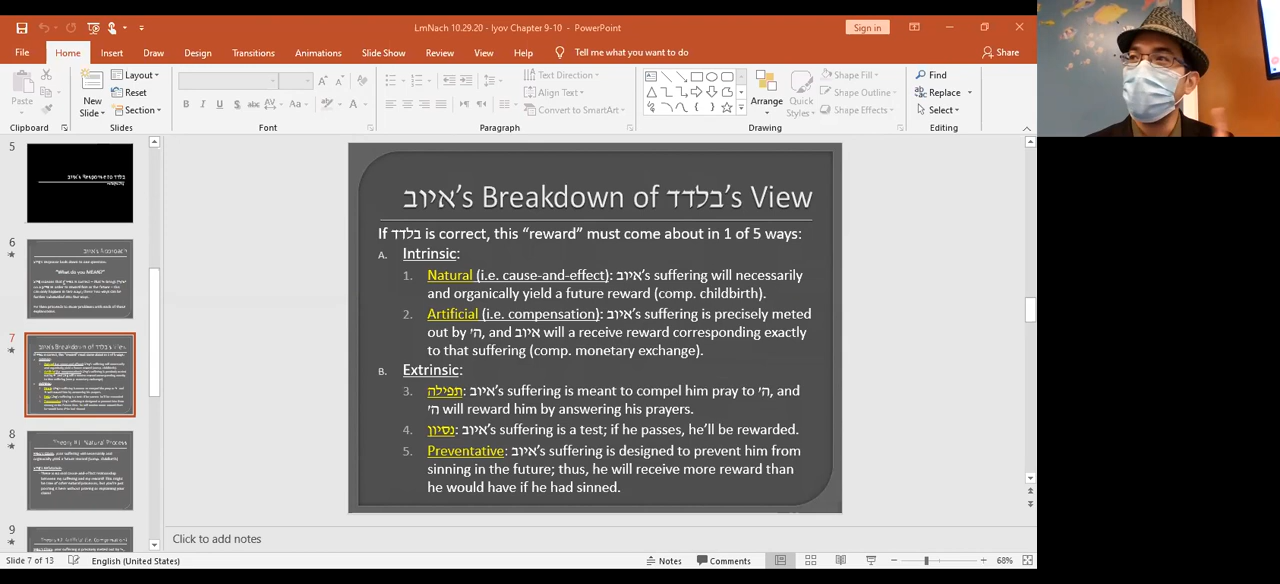 LmNach 10.29.20 - Iyov Chapter 9-10 - PowerPoint
Sign in
File Home Insert Draw Design Transitions Animations Slide Show Review View Help Tell me what you want to do Share
Paste
Clipboard
New
Slide
Layout
Reset
Section
Slides
B I U S abc AV Aa A
Font
Text Direction
Align Text
Convert to SmartArt
Paragraph
Arrange
Quick
Styles
Shape Fill
Shape Outline
Shape Effects
Drawing
Find
Replace
Select
Editing
5
6
7
8
9
איוב's Breakdown of בלדד's View
If בלדד is correct, this “reward” must come about in 1 of 5 ways:
A. Intrinsic:
1. Natural (i.e. cause-and-effect): איוב's suffering will necessarily
and organically yield a future reward (comp. childbirth).
2. Artificial (i.e. compensation): איוב's suffering is precisely meted
out by ה', and איוב will a receive reward corresponding exactly
to that suffering (comp. monetary exchange).
B. Extrinsic:
3. תפילה: איוב's suffering is meant to compel him pray to ה', and
ה' will reward him by answering his prayers.
4. נסיון: איוב's suffering is a test; if he passes, he'll be rewarded.
5. Preventative: איוב's suffering is designed to prevent him from
sinning in the future; thus, he will receive more reward than
he would have if he had sinned.
Click to add notes
Slide 7 of 13 English (United States) Notes Comments 68%